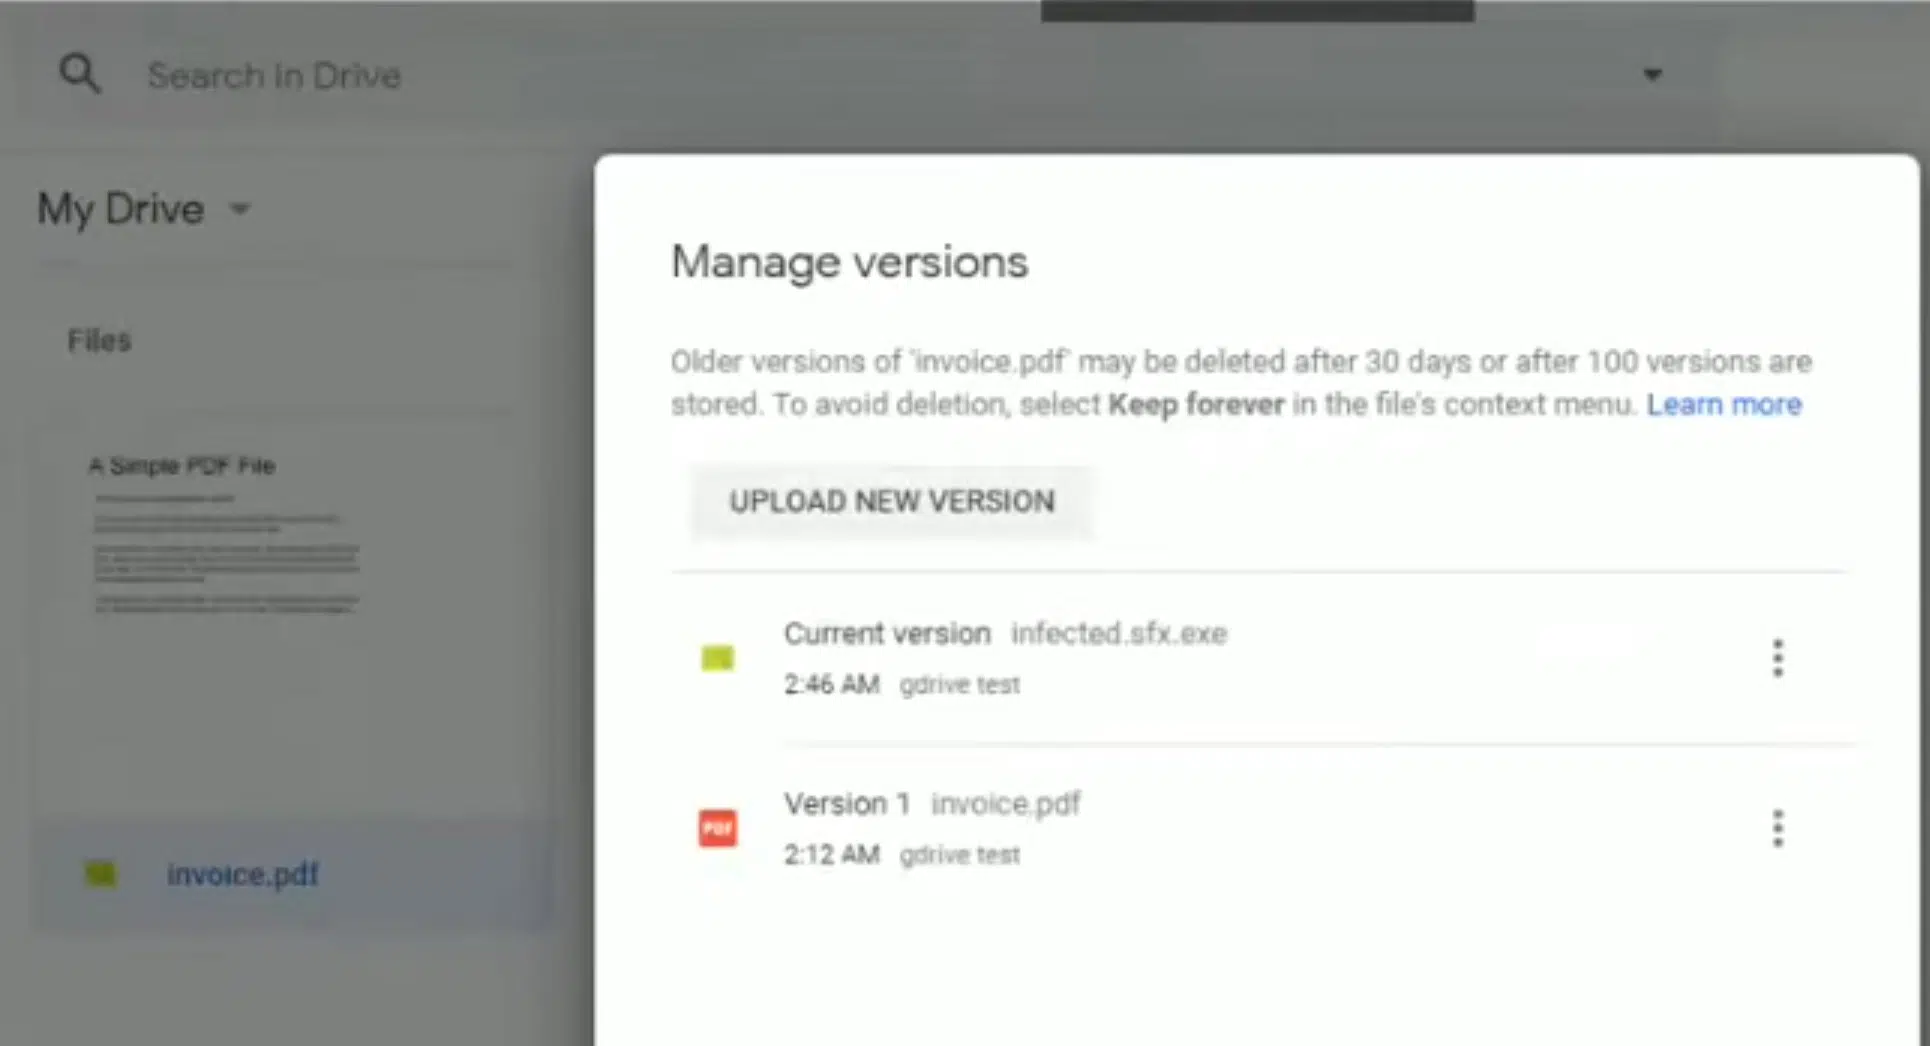 Search in Drive
My Drive
Files
A Simple PDF File
invoice.pdf
Manage versions
Older versions of 'invoice.pdf' may be deleted after 30 days or after 100 versions are
stored. To avoid deletion, select Keep forever in the file's context menu. Learn more
UPLOAD NEW VERSION
Current version infected.sfx.exe
2:46 AM gdrive test
PDF
Version 1 invoice.pdf
2:12 AM gdrive test